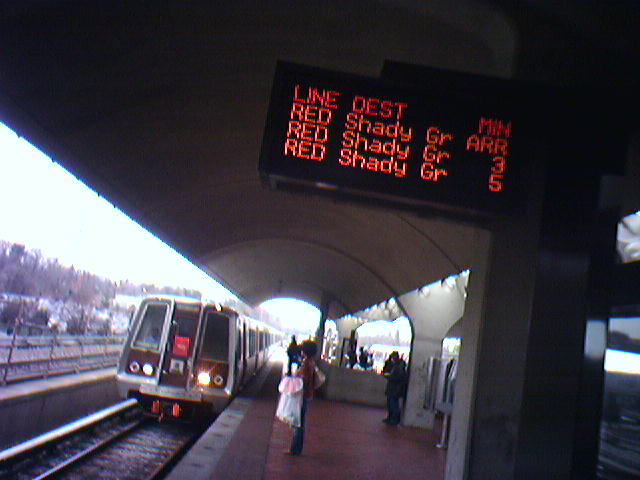 LINE DEST MIN
RED Shady Gr ARR
RED Shady Gr 3
RED Shady Gr 5